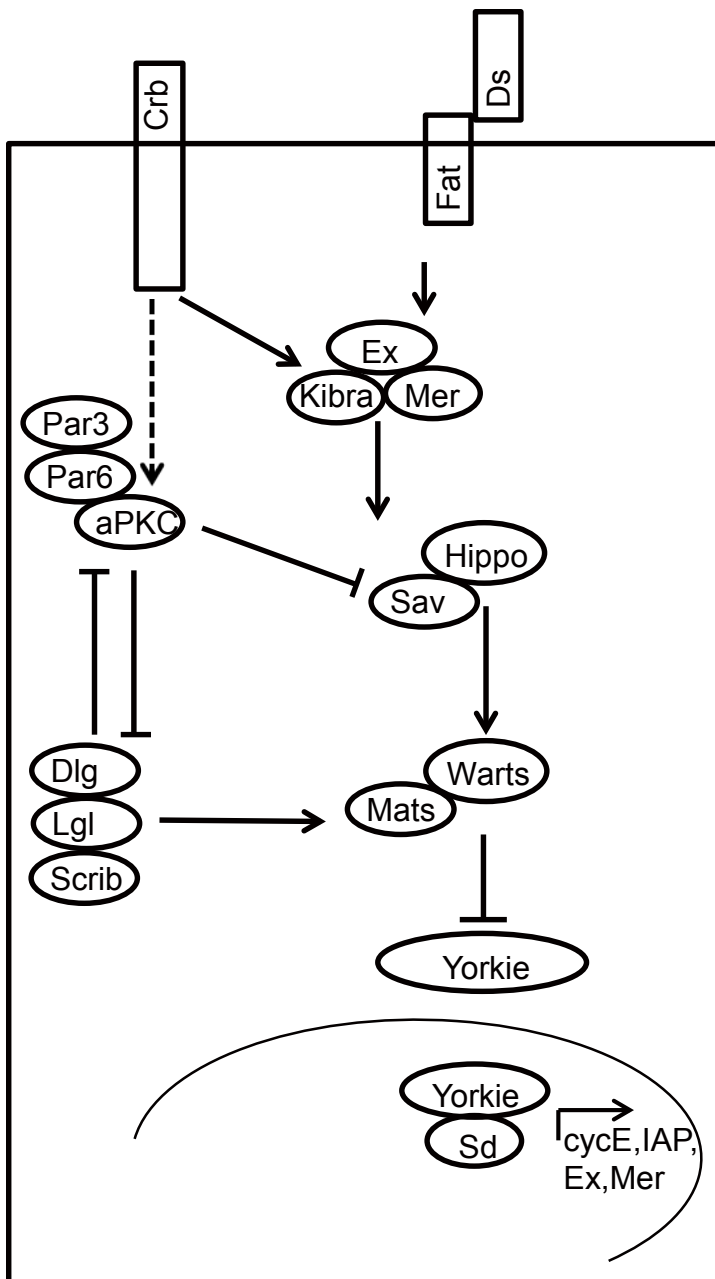 Crb
Ds
Fat
Ex
Kibra
Mer
Par3
Par6
aPKC
Hippo
Sav
Dlg
Lgl
Scrib
Warts
Mats
Yorkie
Yorkie
Sd
cycE,IAP,
Ex,Mer